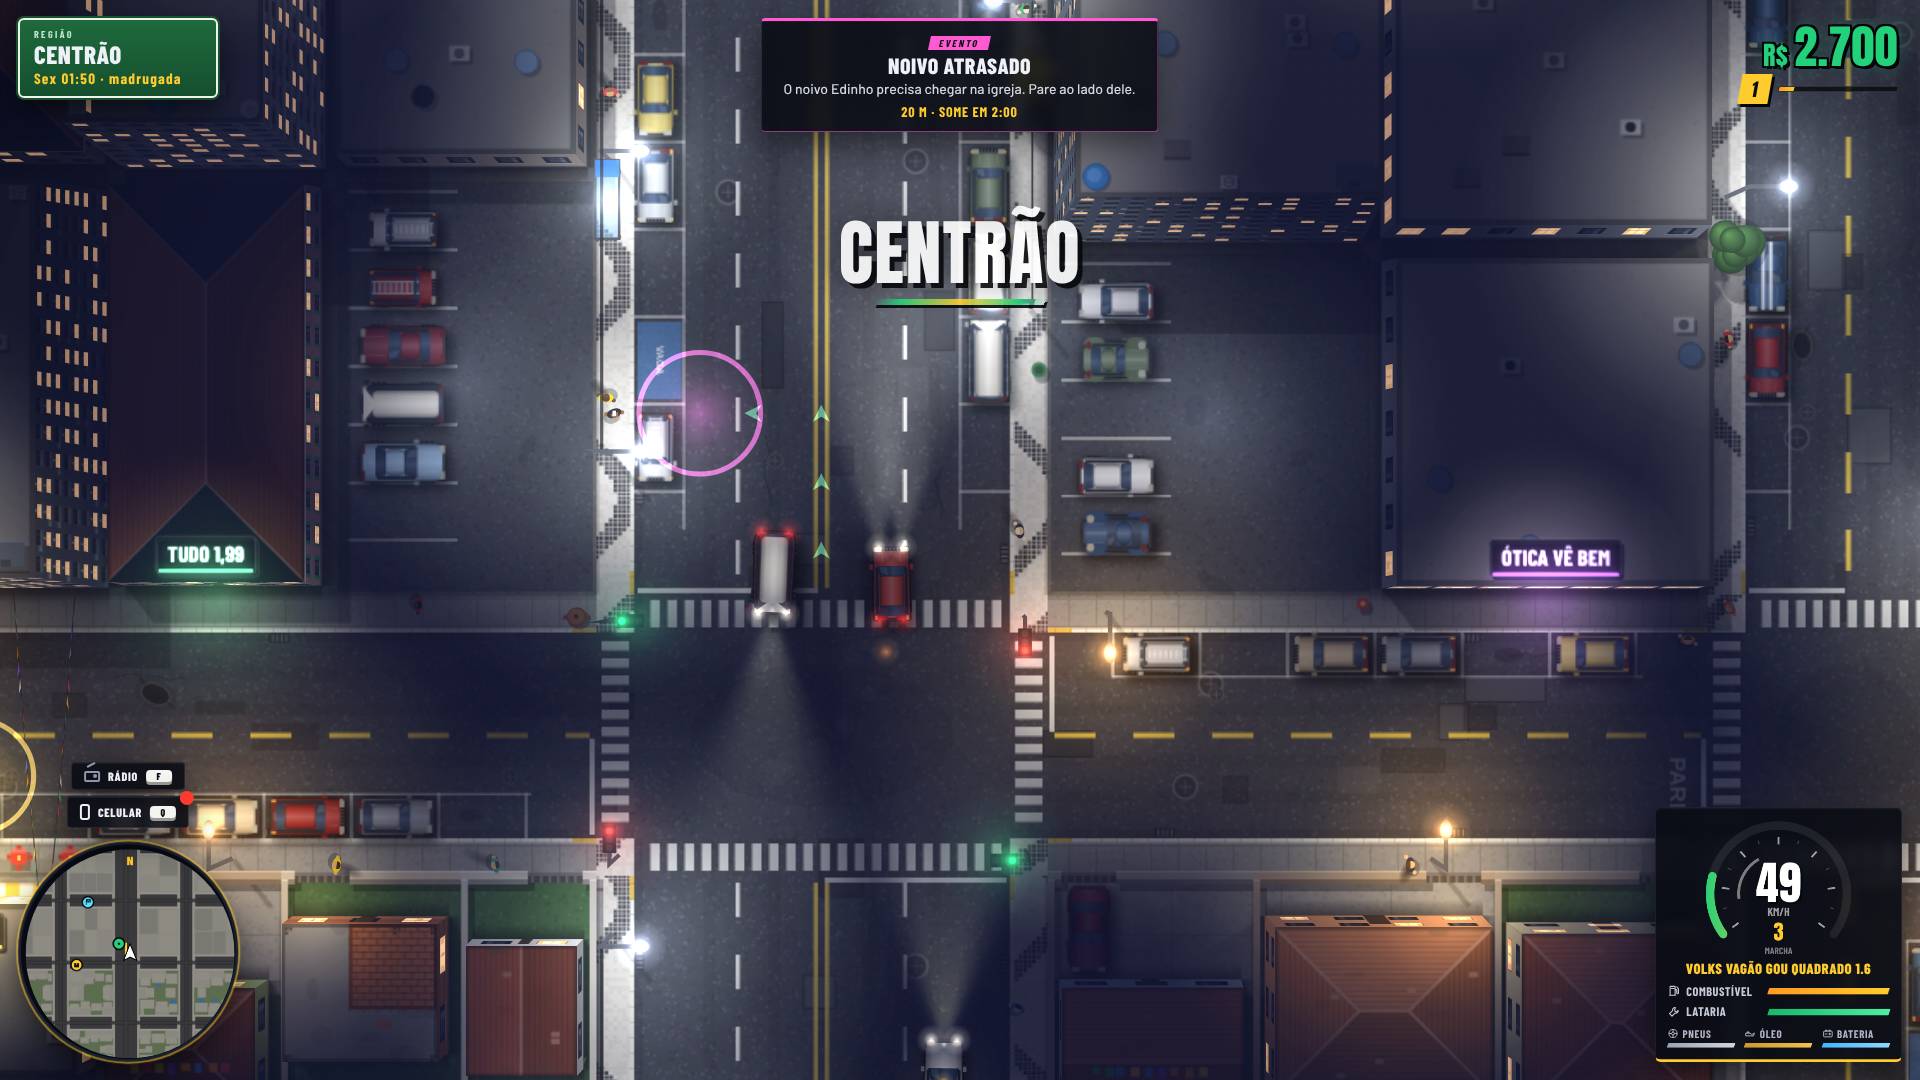 REGIÃO
CENTRÃO
Sex 01:50 · madrugada
EVENTO
NOIVO ATRASADO
O noivo Edinho precisa chegar na igreja. Pare ao lado dele.
20 M · SOME EM 2:00
R$ 2.700
1
CENTRÃO
VAGA
TUDO 1,99
ÓTICA VÊ BEM
RÁDIO F
CELULAR Q
N
49
KM/H
3
MARCHA
VOLKS VAGÃO GOU QUADRADO 1.6
COMBUSTÍVEL
LATARIA
PNEUS ÓLEO BATERIA